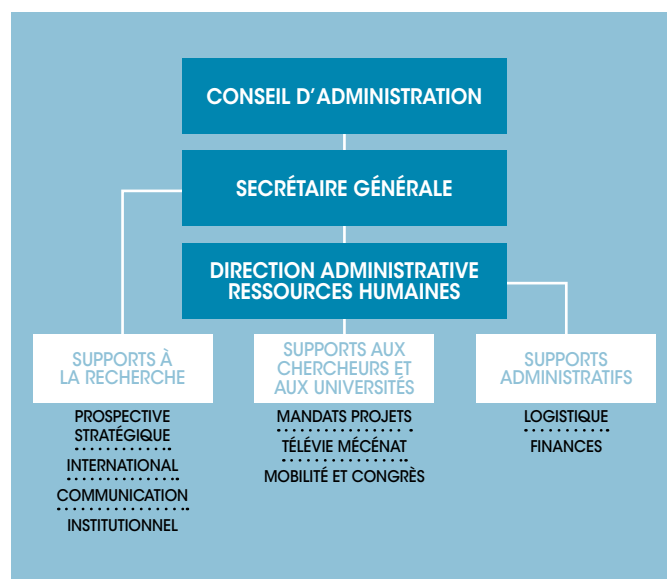 CONSEIL D'ADMINISTRATION
SECRÉTAIRE GÉNÉRALE
DIRECTION ADMINISTRATIVE
RESSOURCES HUMAINES
SUPPORTS À
LA RECHERCHE
PROSPECTIVE
STRATÉGIQUE
INTERNATIONAL
COMMUNICATION
INSTITUTIONNEL
SUPPORTS AUX
CHERCHEURS ET
AUX UNIVERSITÉS
MANDATS PROJETS
TÉLÉVIE MÉCÉNAT
MOBILITÉ ET CONGRÈS
SUPPORTS
ADMINISTRATIFS
LOGISTIQUE
FINANCES